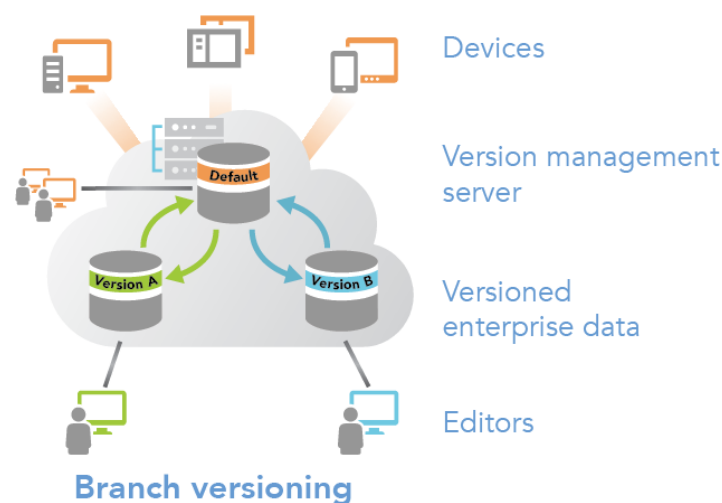 Devices
Version management
server
Default
Version A
Version B
Versioned
enterprise data
Editors
Branch versioning